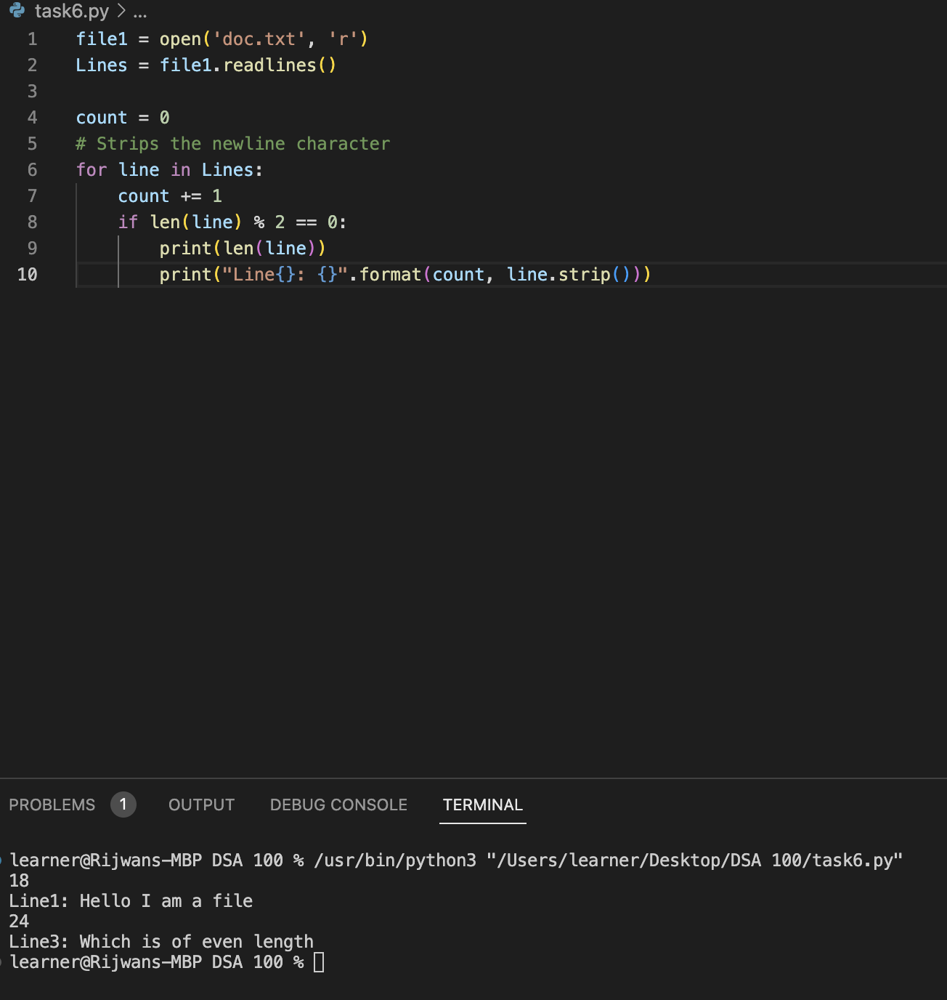 task6.py > ...
1 file1 = open('doc.txt', 'r')
2 Lines = file1.readlines()
3
4 count = 0
5 # Strips the newline character
6 for line in Lines:
7     count += 1
8     if len(line) % 2 == 0:
9         print(len(line))
10         print("Line{}: {}".format(count, line.strip()))
PROBLEMS 1 OUTPUT DEBUG CONSOLE TERMINAL
learner@Rijwans-MBP DSA 100 % /usr/bin/python3 "/Users/learner/Desktop/DSA 100/task6.py"
18
Line1: Hello I am a file
24
Line3: Which is of even length
learner@Rijwans-MBP DSA 100 %